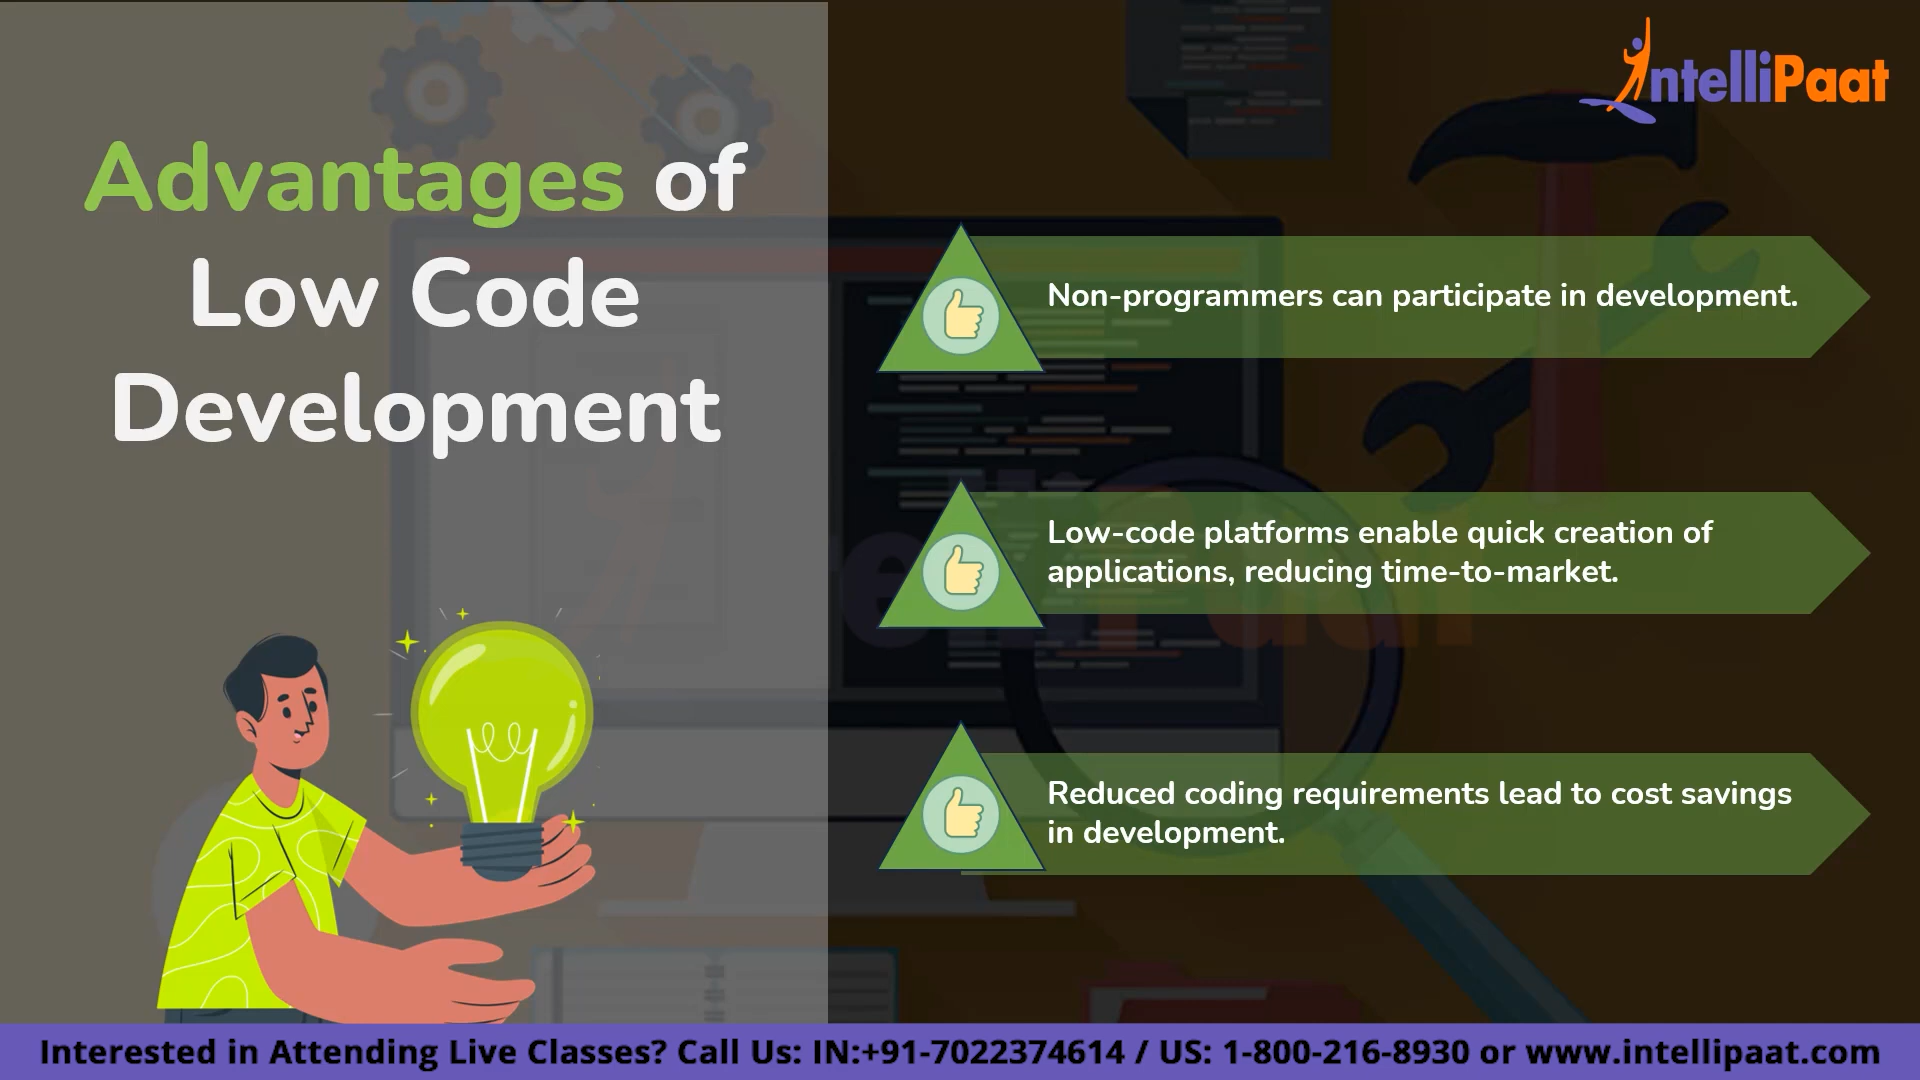 Advantages of
Low Code
Development
IntelliPaat
Non-programmers can participate in development.
Low-code platforms enable quick creation of
applications, reducing time-to-market.
Reduced coding requirements lead to cost savings
in development.
Interested in Attending Live Classes? Call Us: IN:+91-7022374614 / US: 1-800-216-8930 or www.intellipaat.com